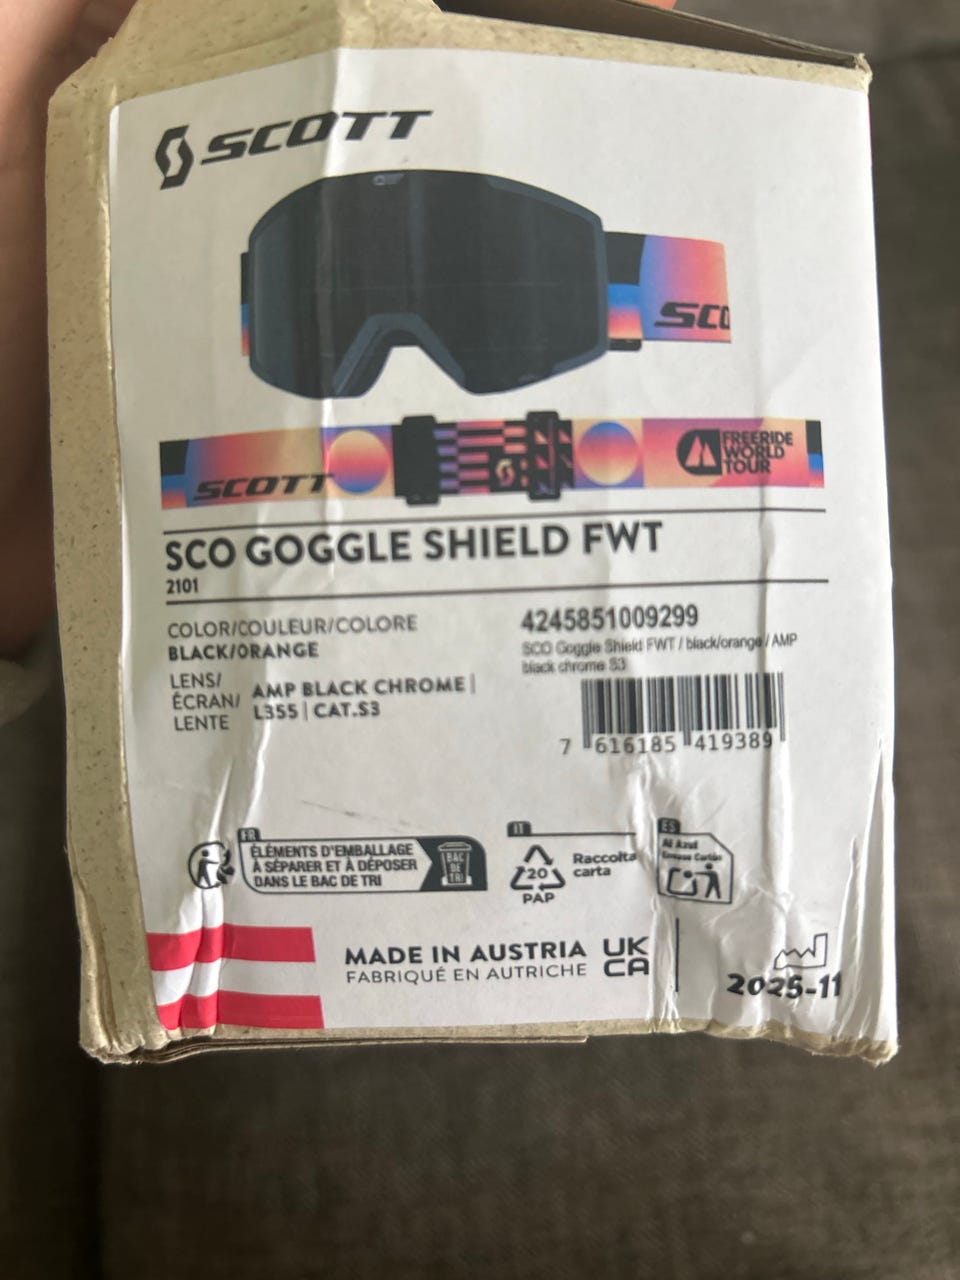 SCOTT
SCO
SCOTT
FREERIDE
WORLD
TOUR
SCO GOGGLE SHIELD FWT
2101
COLOR/COULEUR/COLORE
BLACK/ORANGE
LENS/
ÉCRAN/
LENTE
AMP BLACK CHROME |
L355 | CAT.S3
4245851009299
SCO Goggle Shield FWT / black/orange / AMP
black chrome S3
7 616185 419389
FR
ÉLÉMENTS D'EMBALLAGE
À SÉPARER ET À DÉPOSER
DANS LE BAC DE TRI
BAC
DE
TRI
IT
20
PAP
Raccolta
carta
ES
Al Azul
Envase Cartón
MADE IN AUSTRIA
FABRIQUÉ EN AUTRICHE
UK
CA
2025-11